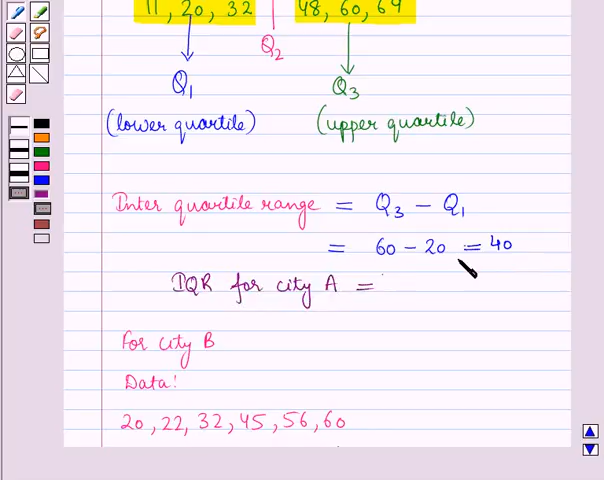 11, 20, 32 48, 60, 64
Q2
Q1 Q3
(lower quartile) (upper quartile)
Inter quartile range = Q3 - Q1
= 60 - 20 = 40
IQR for city A =
For city B
Data:
20, 22, 32, 45, 56, 60